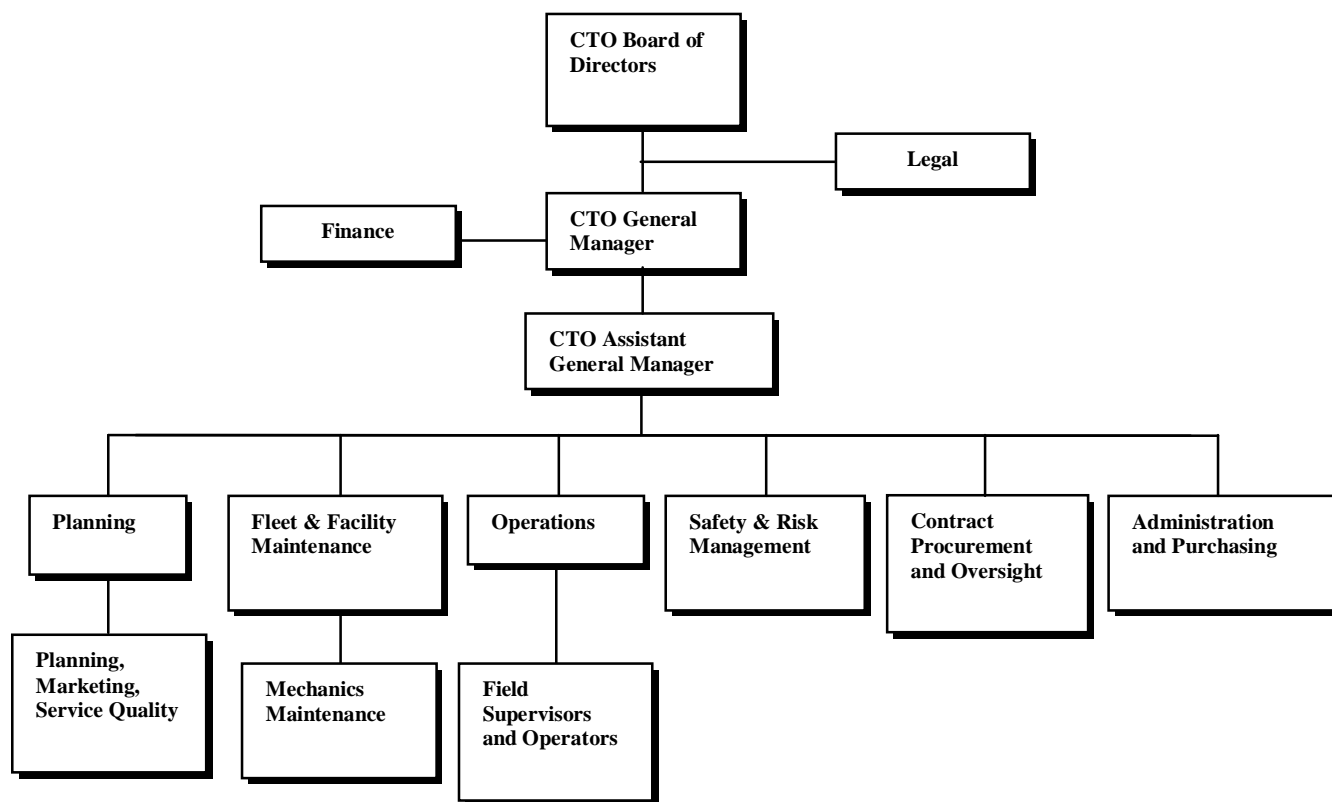 CTO Board of
Directors
Legal
Finance
CTO General
Manager
CTO Assistant
General Manager
Planning
Fleet & Facility
Maintenance
Operations
Safety & Risk
Management
Contract
Procurement
and Oversight
Administration
and Purchasing
Planning,
Marketing,
Service Quality
Mechanics
Maintenance
Field
Supervisors
and Operators